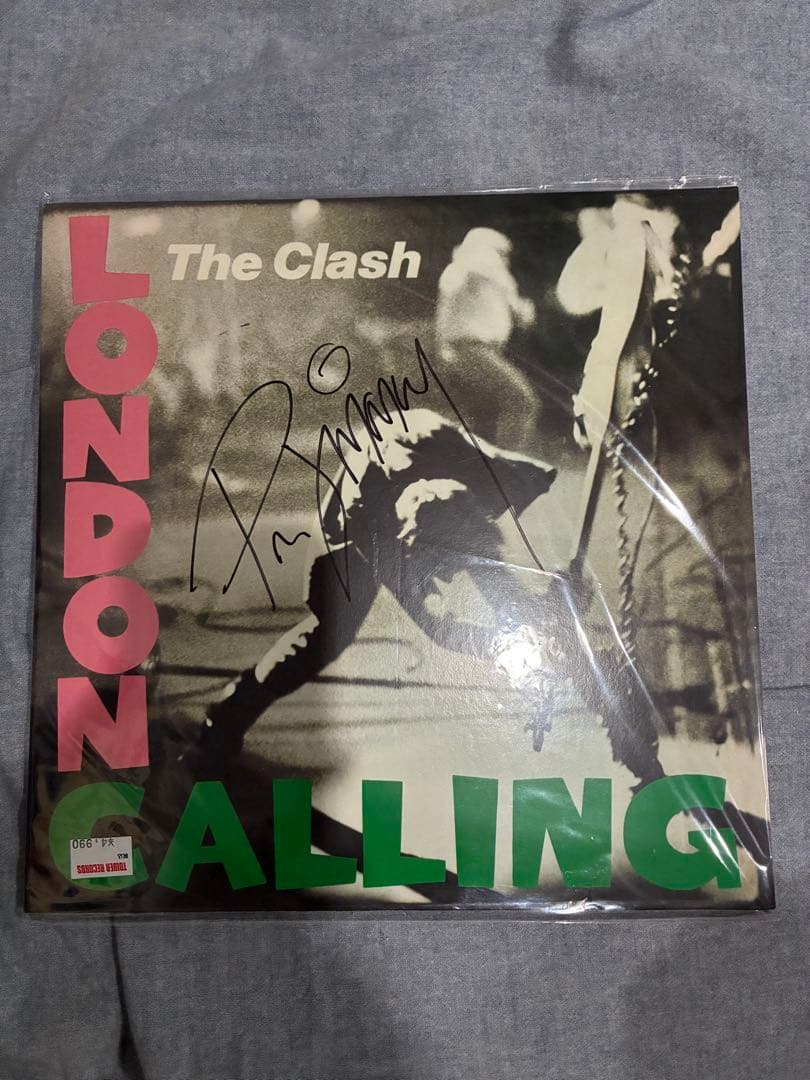 The Clash
LONDON
CALLING
¥4,990
TOWER RECORDS